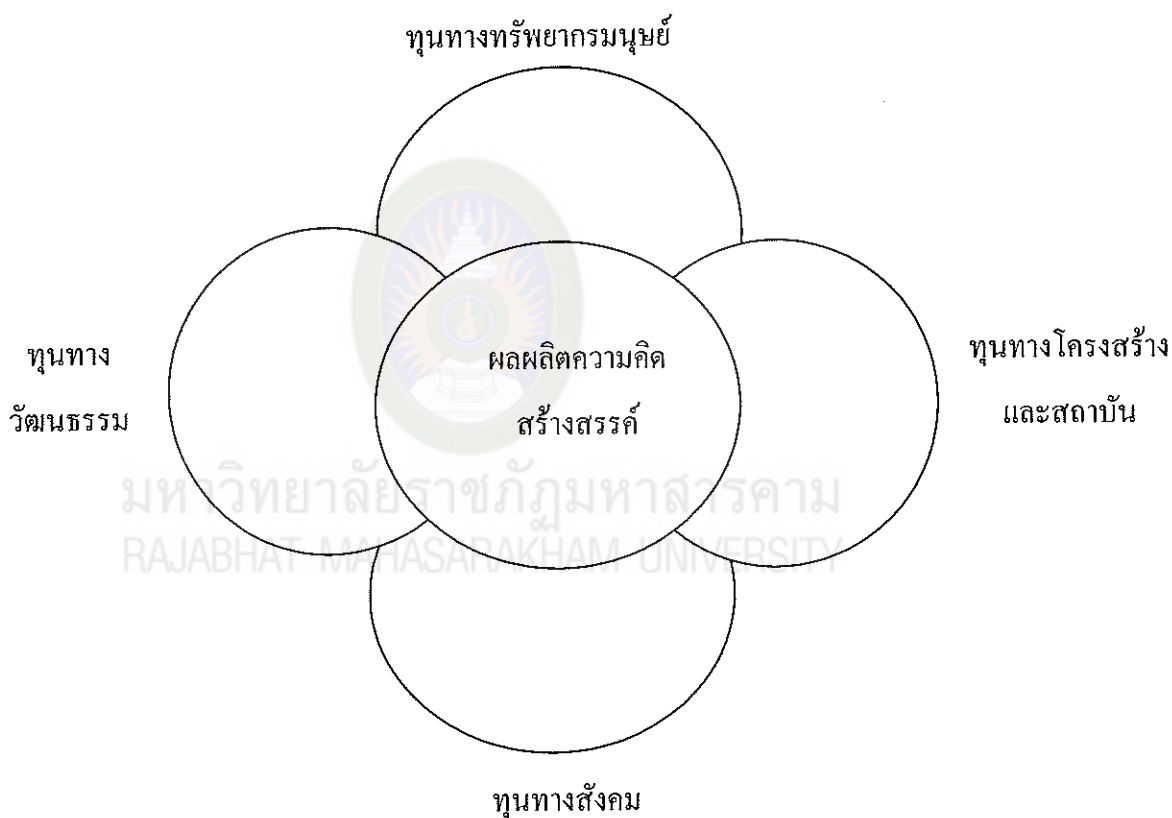 ทุนทางทรัพยากรมนุษย์
ทุนทาง
วัฒนธรรม
ผลผลิตความคิด
สร้างสรรค์
ทุนทางโครงสร้าง
และสถาบัน
มหาวิทยาลัยราชภัฏมหาสารคาม
RAJABHAT MAHASARAKHAM UNIVERSITY
ทุนทางสังคม